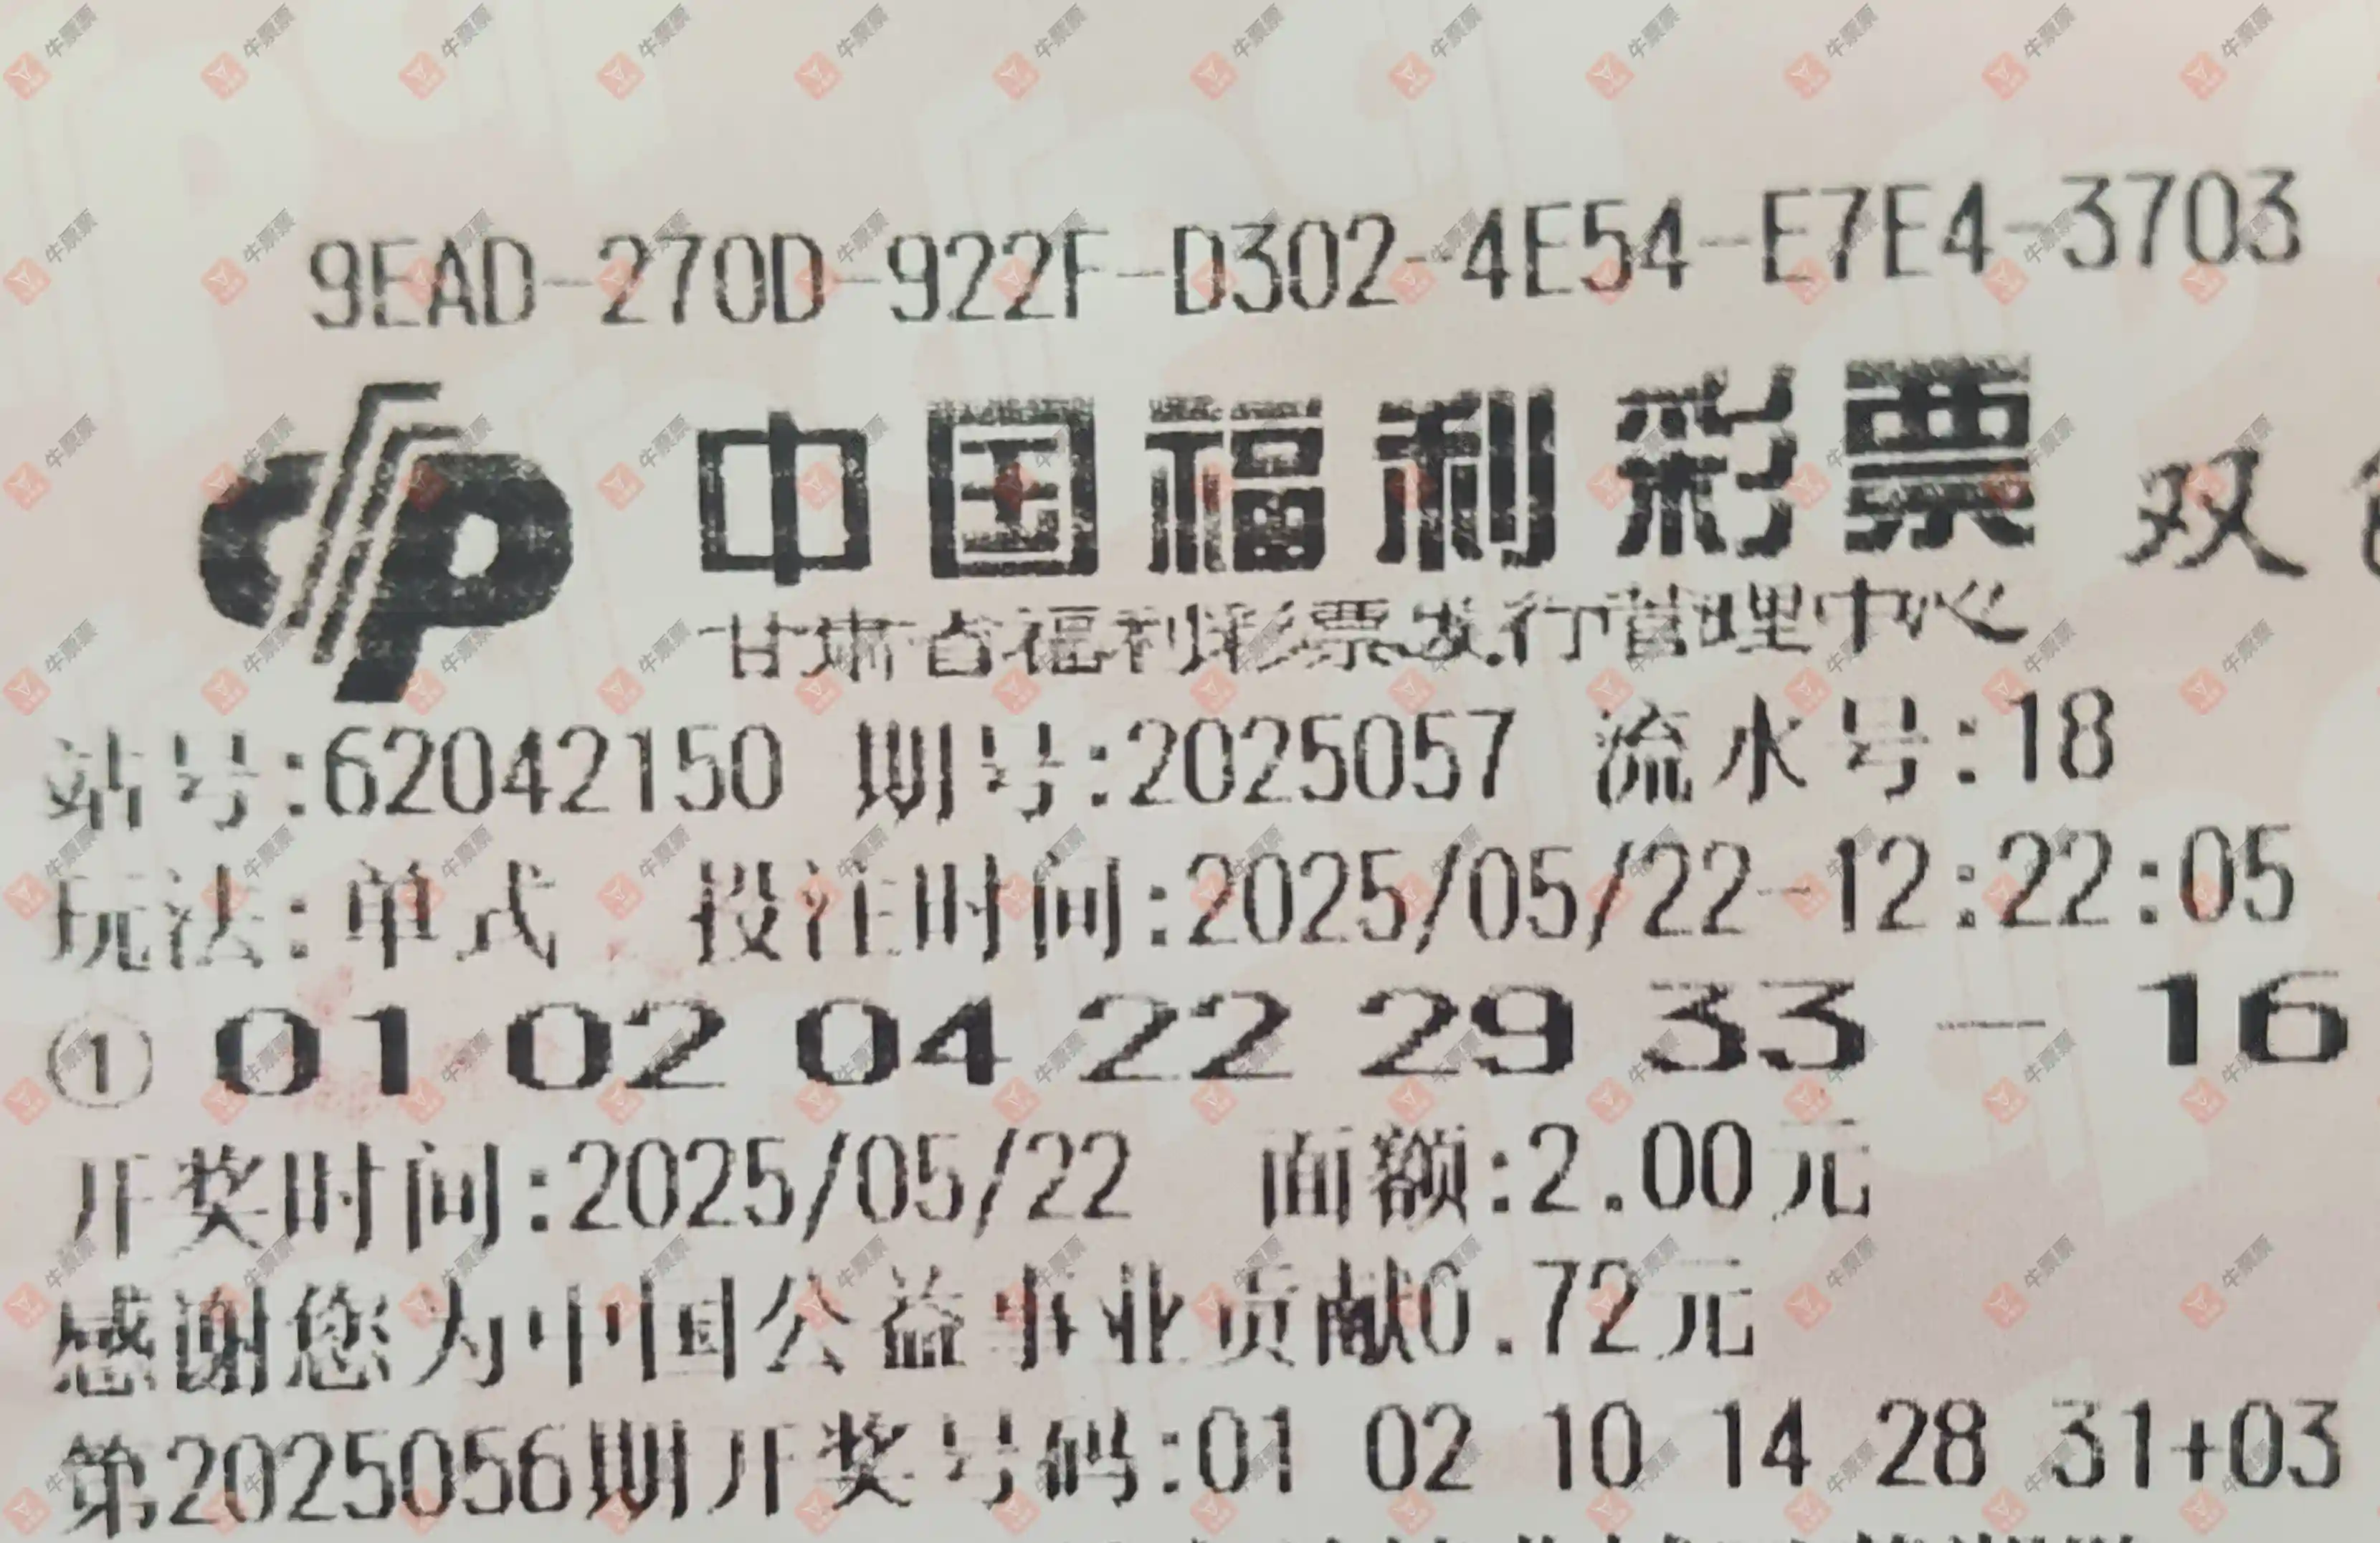 9EAD-270D-922F-D302-4E54-E7E4-3703
中国福利彩票 双
甘肃省福利彩票发行管理中心
站号:62042150 期号:2025057 流水号:18
玩法:单式 投注时间:2025/05/22-12:22:05
① 01 02 04 22 29 33 — 16
开奖时间:2025/05/22 面额:2.00元
感谢您为中国公益事业贡献0.72元
第2025056期开奖号码:01 02 10 14 28 31+03
牛票票